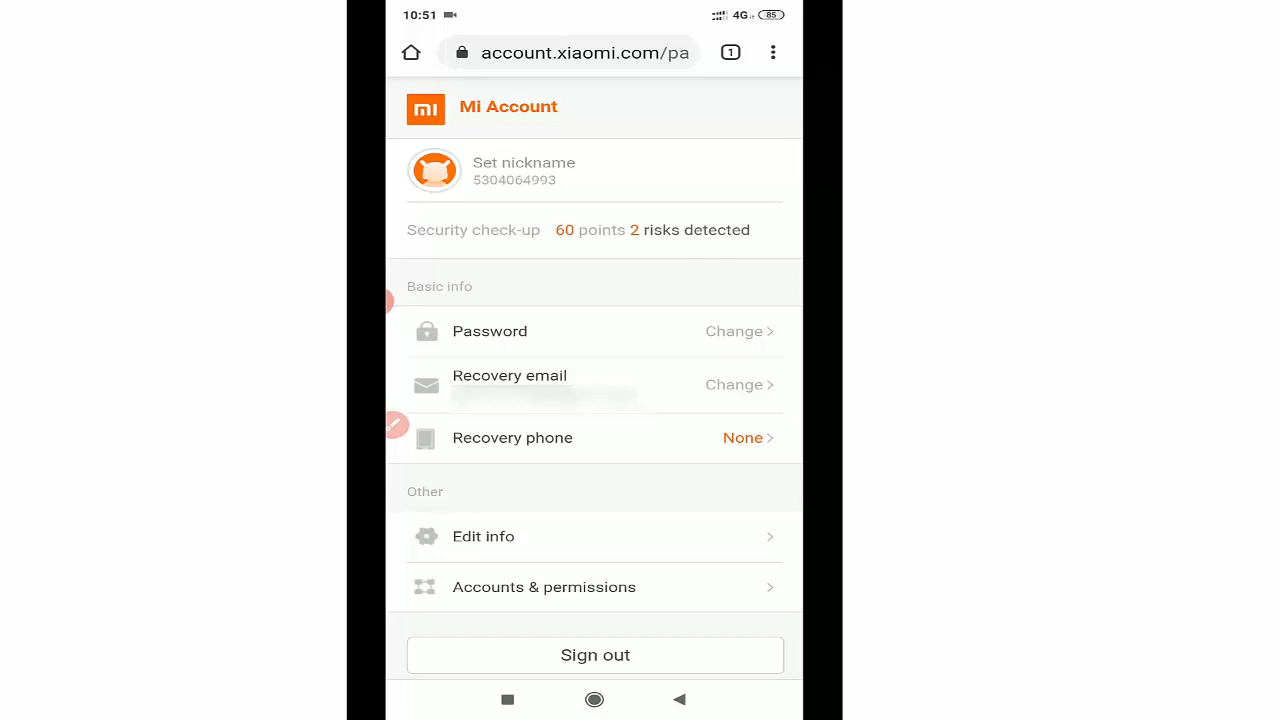 10:51 4G 85
account.xiaomi.com/pa 1
mi Mi Account
Set nickname
5304064993
Security check-up 60 points 2 risks detected
Basic info
Password Change >
Recovery email Change >
Recovery phone None >
Other
Edit info >
Accounts & permissions >
Sign out